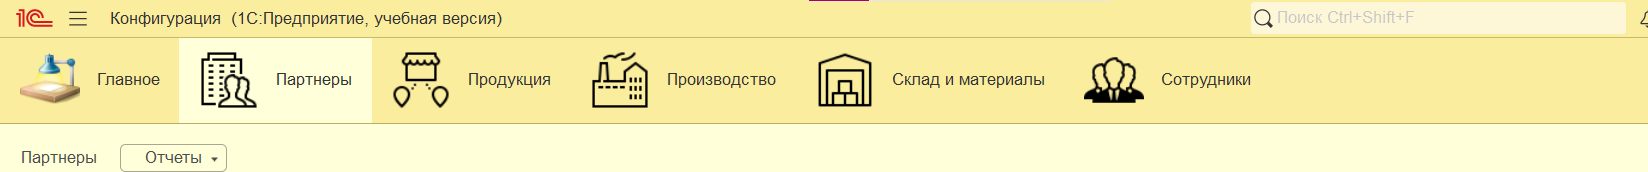 1С Конфигурация (1С:Предприятие, учебная версия) Поиск Ctrl+Shift+F
Главное Партнеры Продукция Производство Склад и материалы Сотрудники
Партнеры Отчеты